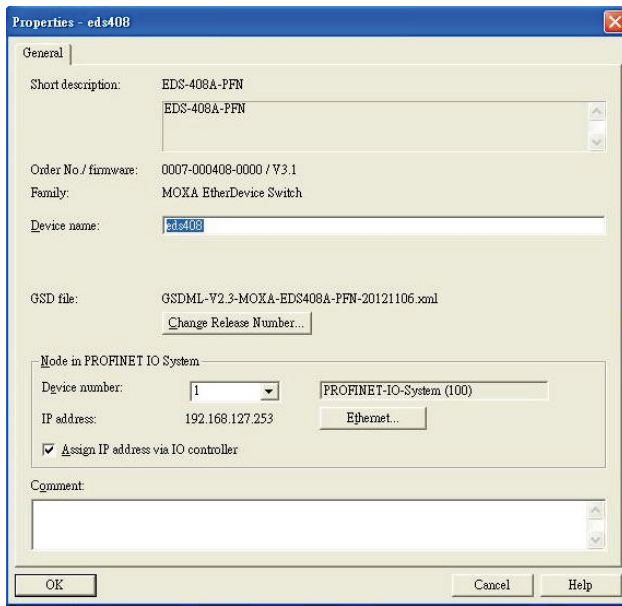 Properties - eds408
General
Short description: EDS-408A-PFN
EDS-408A-PFN
Order No./ firmware: 0007-000408-0000 / V3.1
Family: MOXA EtherDevice Switch
Device name: eds408
GSD file: GSDML-V2.3-MOXA-EDS408A-PFN-20121106.xml
Change Release Number...
Node in PROFINET IO System
Device number: 1 PROFINET-IO-System (100)
IP address: 192.168.127.253 Ethernet...
Assign IP address via IO controller
Comment:
OK Cancel Help